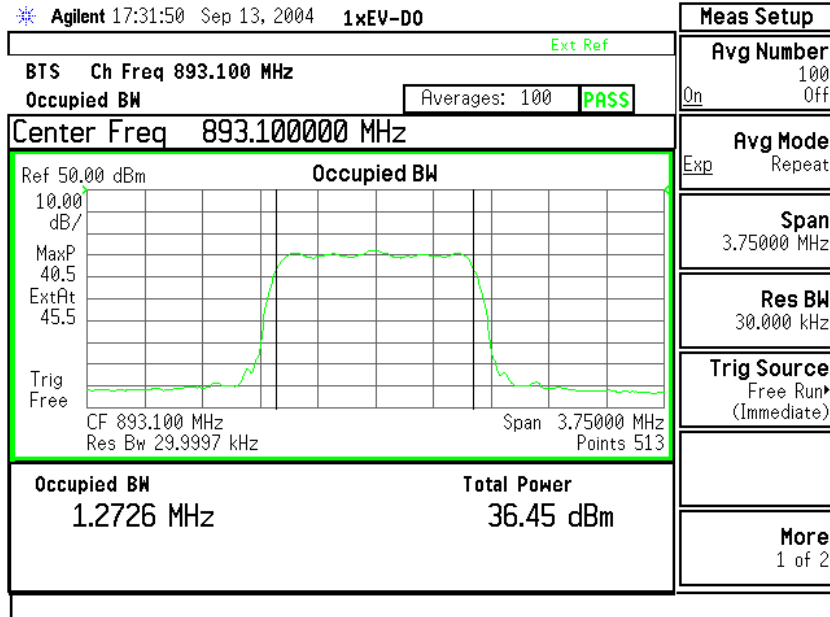 Agilent 17:31:50 Sep 13, 2004 1xEV-DO
Ext Ref
BTS Ch Freq 893.100 MHz
Occupied BW
Averages: 100 PASS
Center Freq 893.100000 MHz
Ref 50.00 dBm
Occupied BW
10.00
dB/
MaxP
40.5
ExtAt
45.5
Trig
Free
CF 893.100 MHz
Span 3.75000 MHz
Res Bw 29.9997 kHz
Points 513
Occupied BW
1.2726 MHz
Total Power
36.45 dBm
Meas Setup
Avg Number
100
On Off
Avg Mode
Exp Repeat
Span
3.75000 MHz
Res BW
30.000 kHz
Trig Source
Free Run
(Immediate)
More
1 of 2